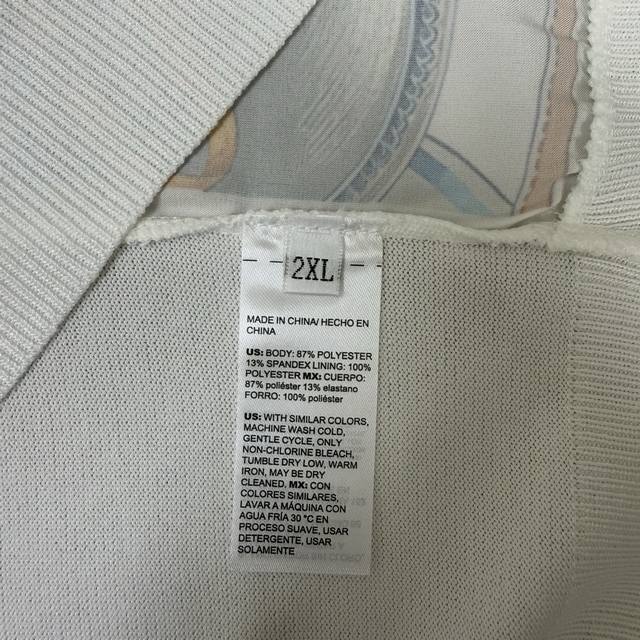 2XL
MADE IN CHINA/ HECHO EN
CHINA
US: BODY: 87% POLYESTER
13% SPANDEX LINING: 100%
POLYESTER MX: CUERPO:
87% poliéster 13% elastano
FORRO: 100% poliéster
US: WITH SIMILAR COLORS,
MACHINE WASH COLD,
GENTLE CYCLE, ONLY
NON-CHLORINE BLEACH,
TUMBLE DRY LOW, WARM
IRON, MAY BE DRY
CLEANED. MX: CON
COLORES SIMILARES,
LAVAR A MÁQUINA CON
AGUA FRÍA 30 °C EN
PROCESO SUAVE, USAR
DETERGENTE, USAR
SOLAMENTE